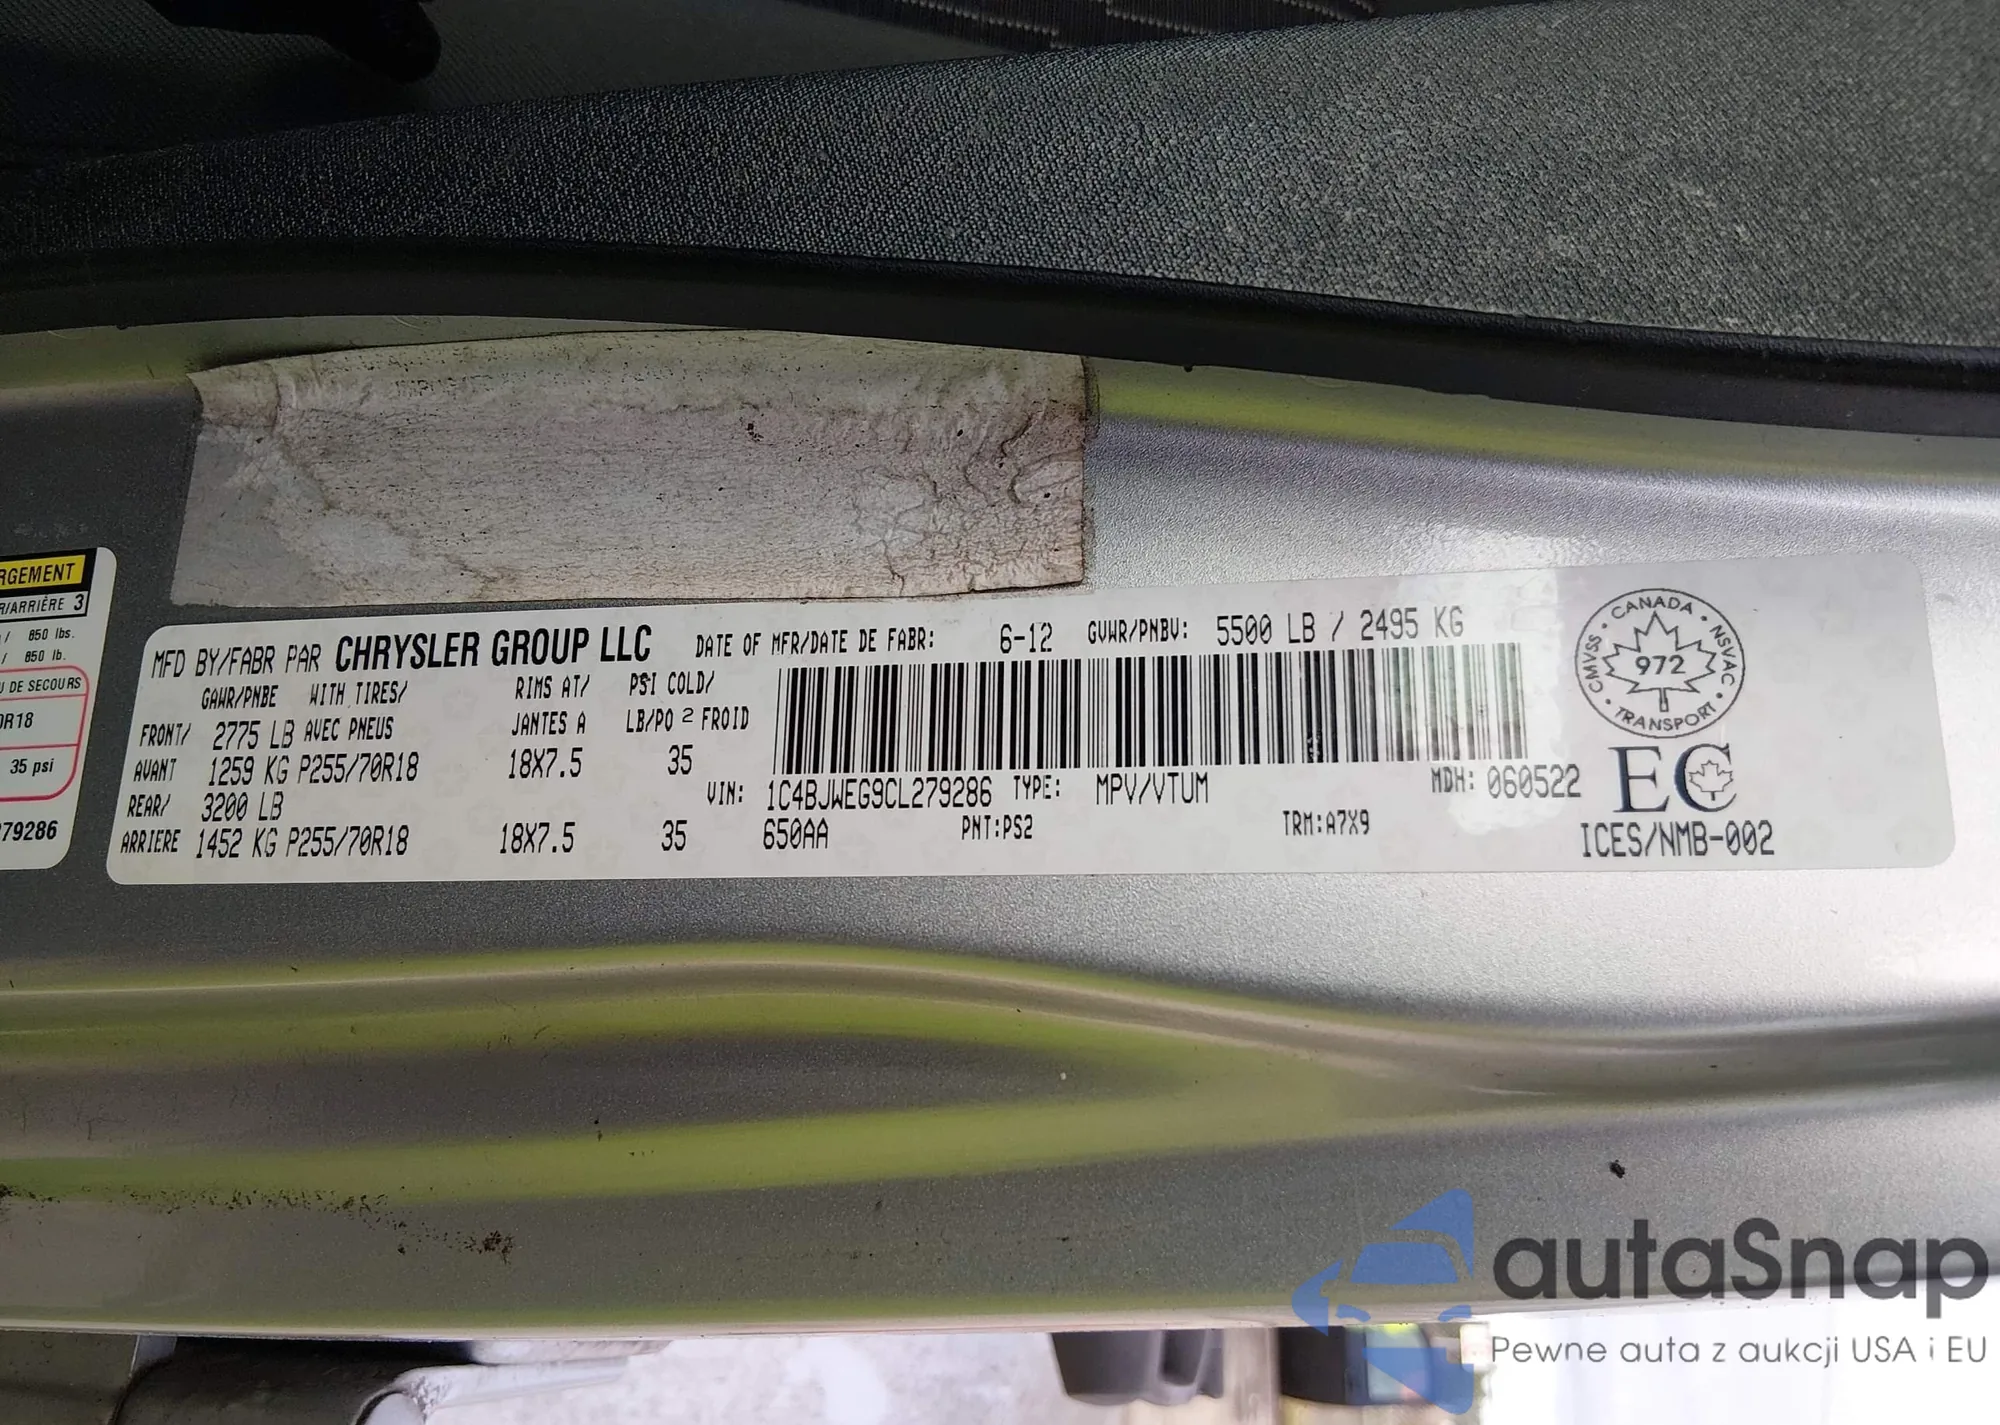 RGEMENT
R/ARRIÈRE 3
/ 850 lbs.
/ 850 lb.
U DE SECOURS
0R18
35 psi
279286
MFD BY/FABR PAR CHRYSLER GROUP LLC DATE OF MFR/DATE DE FABR: 6-12 GVWR/PNBV: 5500 LB / 2495 KG
GAWR/PNBE WITH TIRES/ RIMS AT/ PSI COLD/
FRONT/ 2775 LB AVEC PNEUS JANTES A LB/PO 2 FROID
AVANT 1259 KG P255/70R18 18X7.5 35
REAR/ 3200 LB
ARRIERE 1452 KG P255/70R18 18X7.5 35
VIN: 1C4BJWEG9CL279286 TYPE: MPV/VTUM MDH: 060522
650AA PNT:PS2 TRM:A7X9
CANADA
CMVSS · NSVAC
972
TRANSPORT
EC
ICES/NMB-002
autaSnap
Pewne auta z aukcji USA i EU